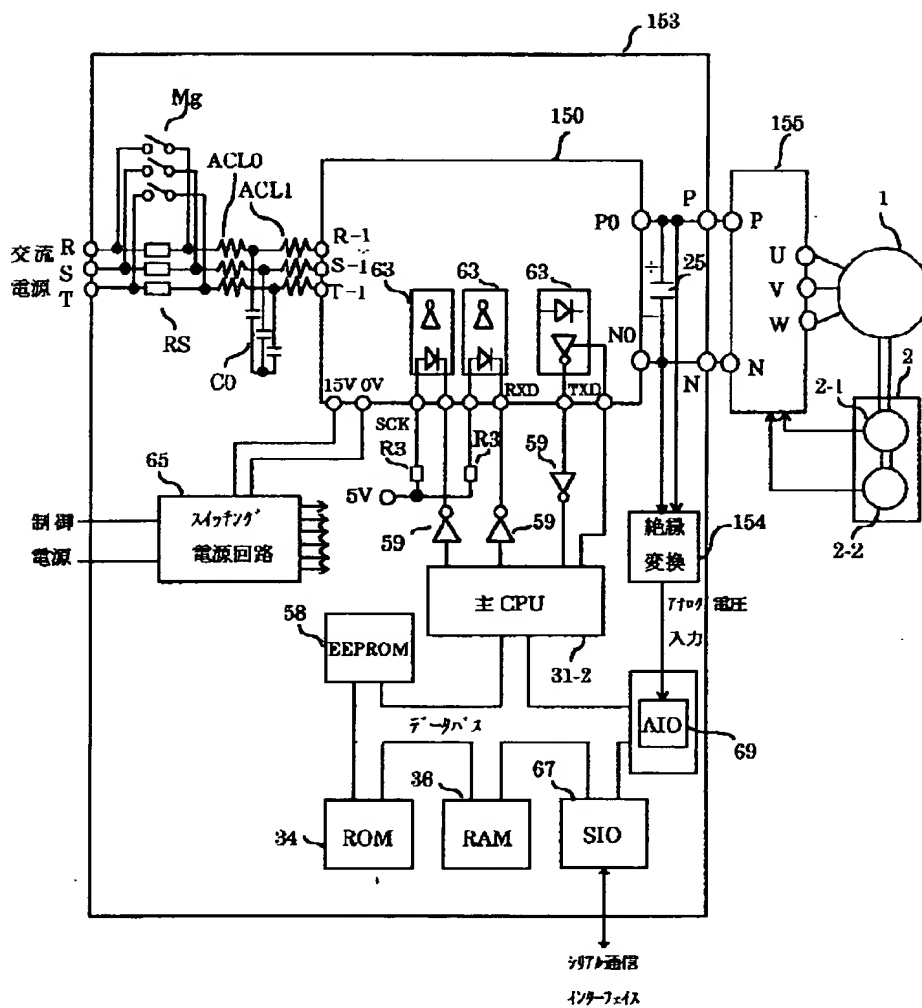 153
Mg
150
155
ACL0
ACL1
1
P0
P
P
交流
電源
R
S
T
R-1
S-1
T-1
63
63
63
25
U
V
W
RS
C0
N0
N
N
2
2-1
2-2
15V 0V
SCK
RXD
TXD
R3
R3
5V
59
59
59
65
制御
電源
スイッチング
電源回路
絶縁
変換
154
アナログ電圧
入力
主CPU
31-2
58
EEPROM
データバス
AIO
69
36
67
34
ROM
RAM
SIO
シリアル通信
インターフェイス